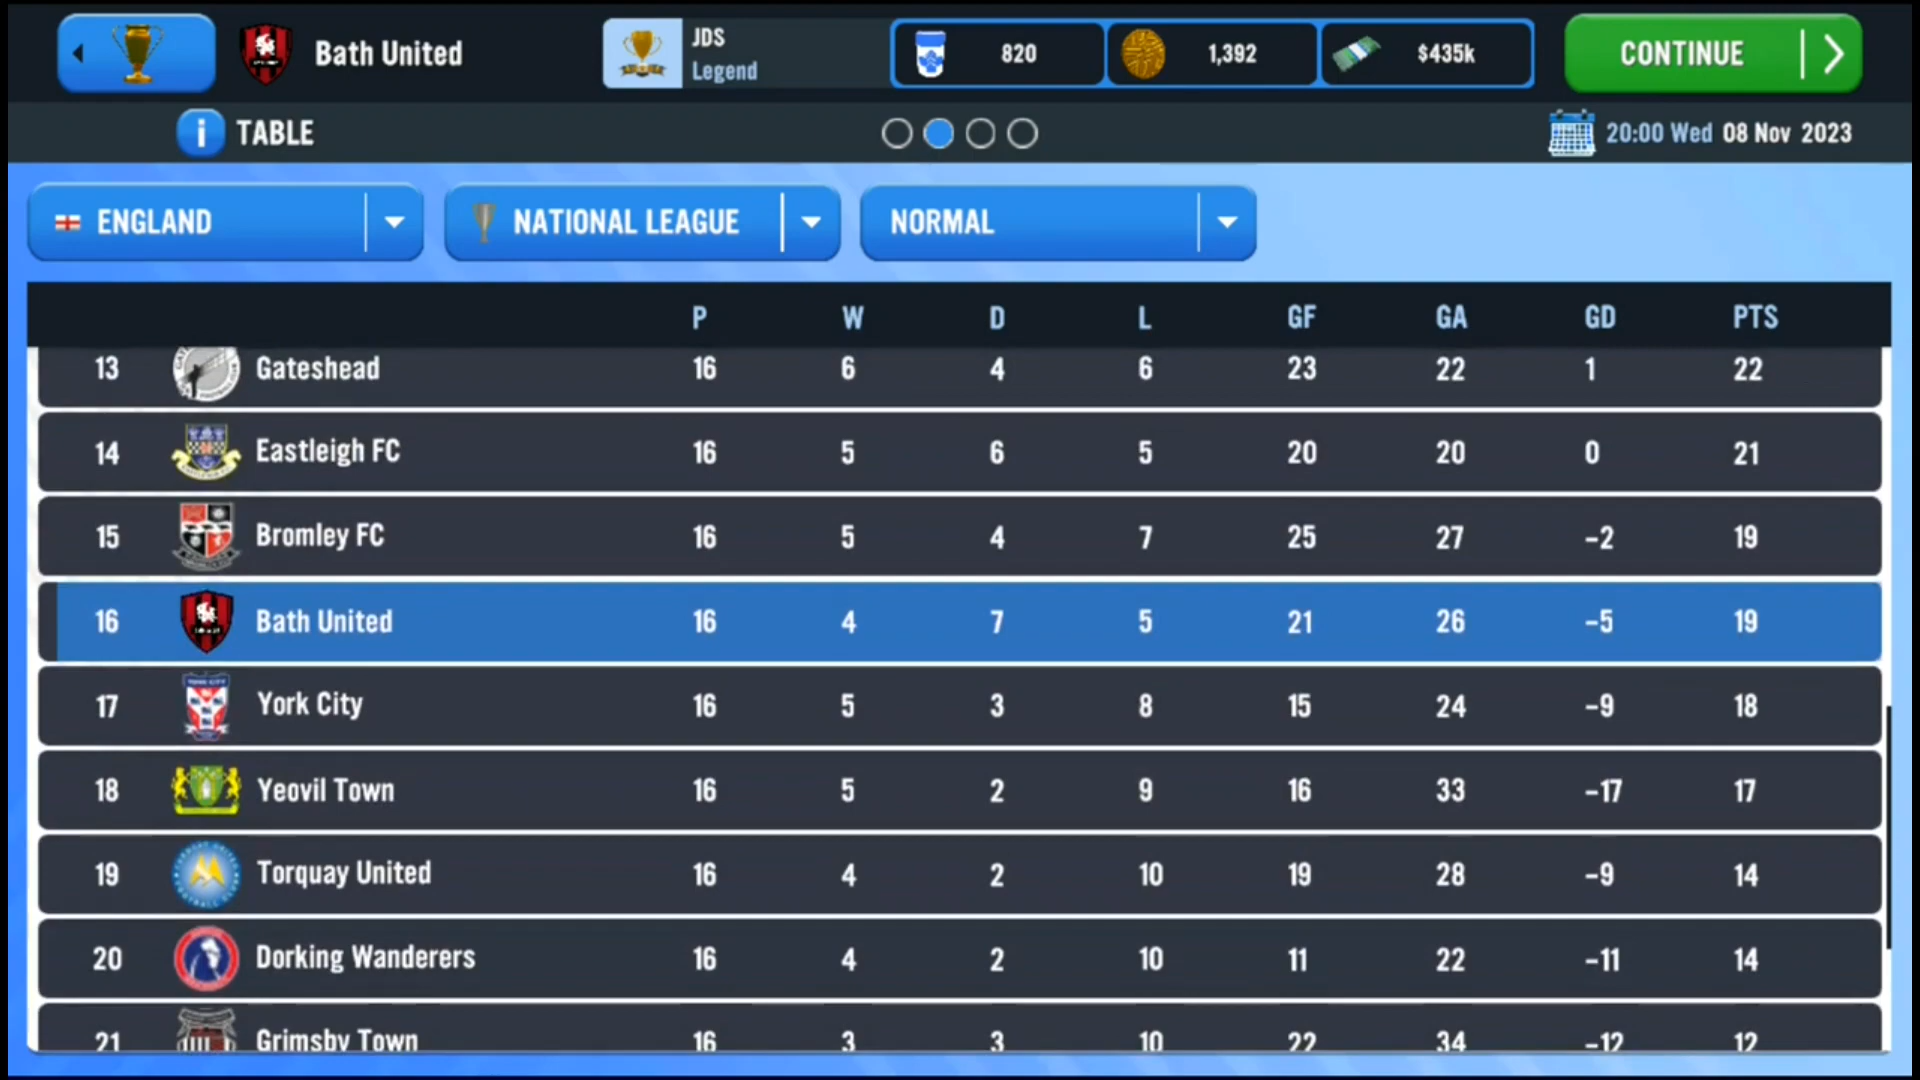 Bath United
JDS
Legend
820
1,392
$435k
CONTINUE
i TABLE
20:00 Wed 08 Nov 2023
ENGLAND
NATIONAL LEAGUE
NORMAL
P W D L GF GA GD PTS
13 Gateshead 16 6 4 6 23 22 1 22
14 Eastleigh FC 16 5 6 5 20 20 0 21
15 Bromley FC 16 5 4 7 25 27 -2 19
16 Bath United 16 4 7 5 21 26 -5 19
17 York City 16 5 3 8 15 24 -9 18
18 Yeovil Town 16 5 2 9 16 33 -17 17
19 Torquay United 16 4 2 10 19 28 -9 14
20 Dorking Wanderers 16 4 2 10 11 22 -11 14
21 Grimsby Town 16 3 3 10 22 34 -12 12